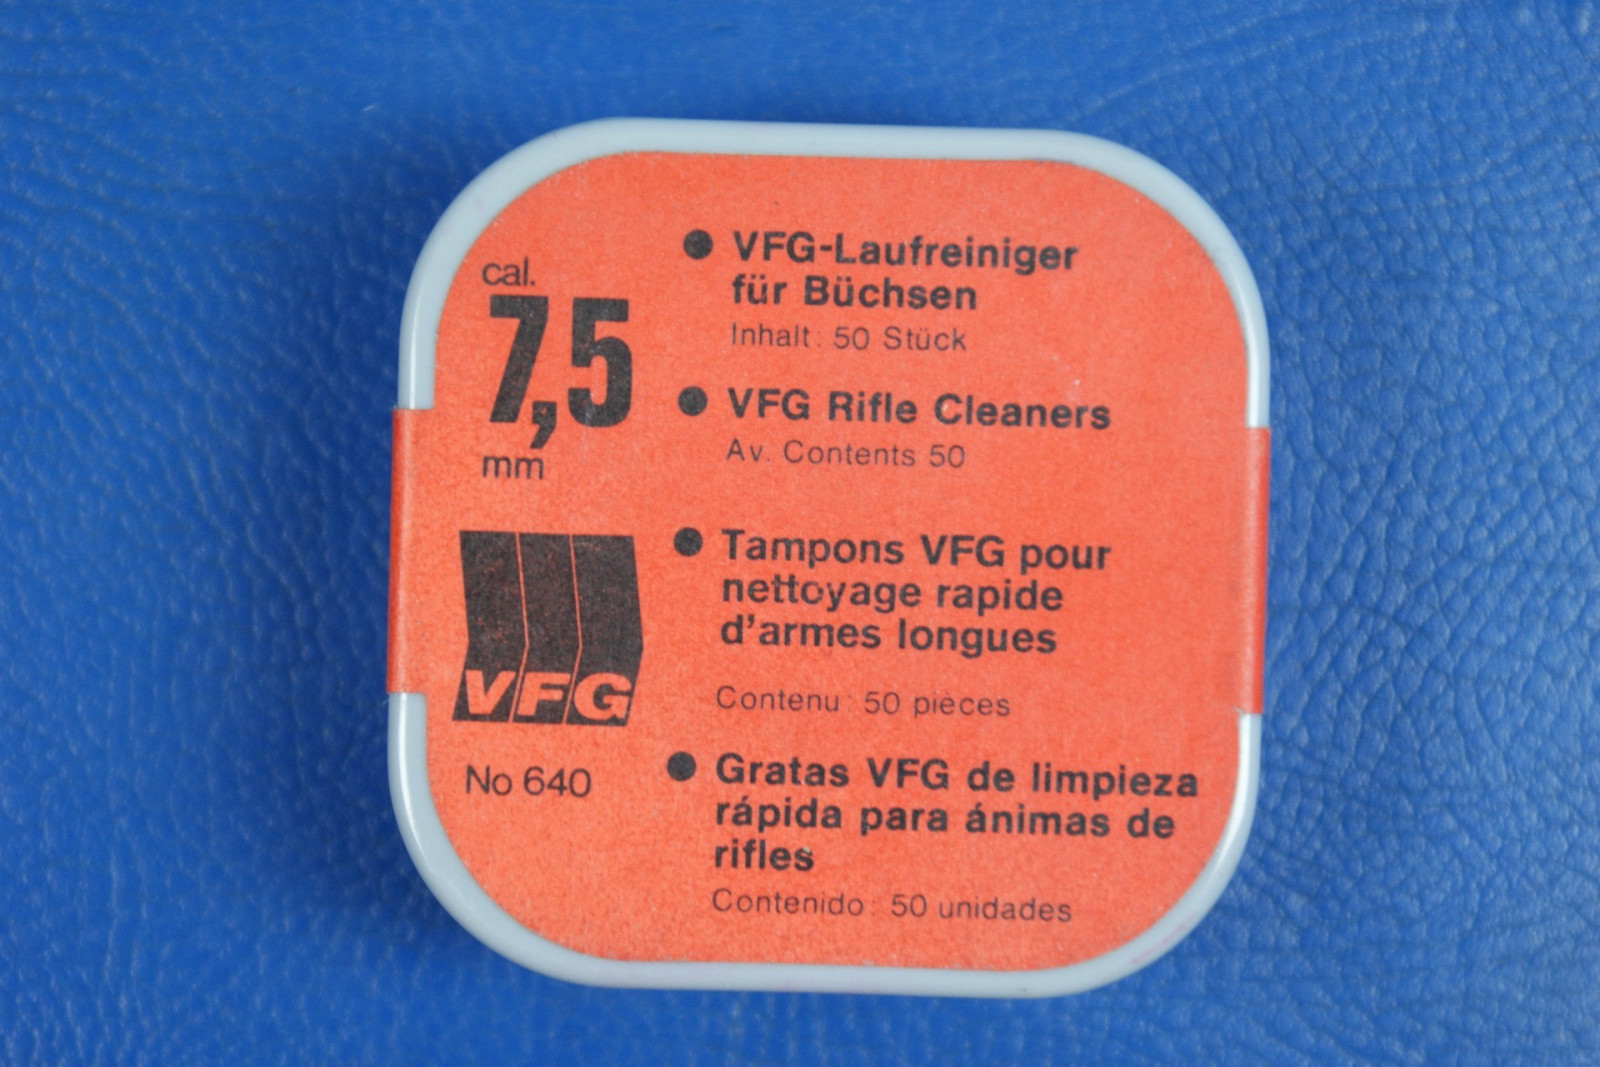 cal.
7,5
mm
VFG
No 640
● VFG-Laufreiniger
für Büchsen
Inhalt: 50 Stück
● VFG Rifle Cleaners
Av. Contents 50
● Tampons VFG pour
nettoyage rapide
d'armes longues
Contenu: 50 pièces
● Gratas VFG de limpieza
rápida para ánimas de
rifles
Contenido: 50 unidades